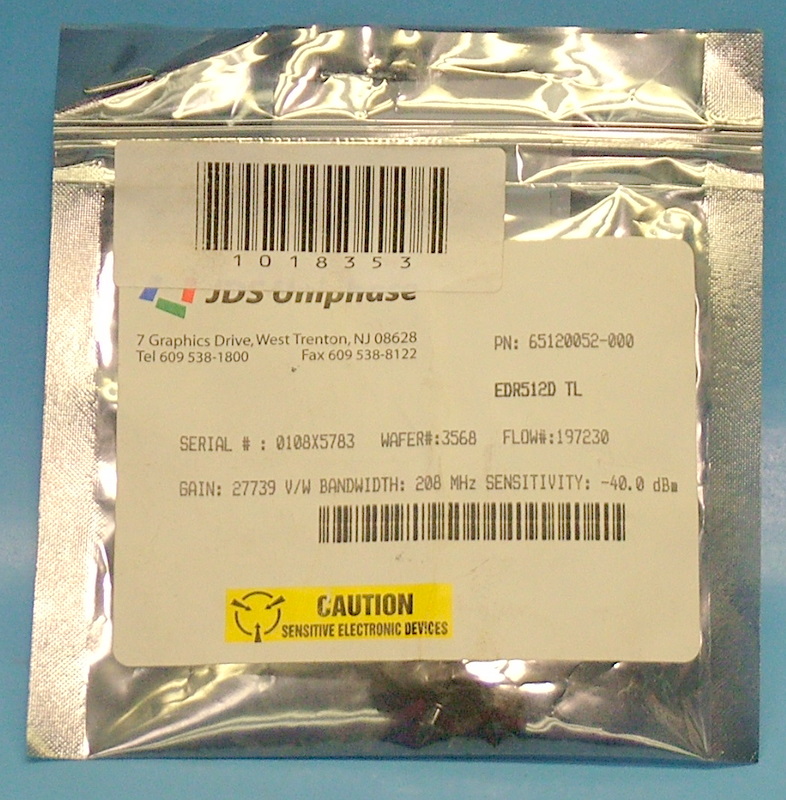 1018353
JDS Uniphase
7 Graphics Drive, West Trenton, NJ 08628
Tel 609 538-1800 Fax 609 538-8122
PN: 65120052-000
EDR512D TL
SERIAL # : 0108X5783 WAFER#:3568 FLOW#:197230
GAIN: 27739 V/W BANDWIDTH: 208 MHz SENSITIVITY: -40.0 dBm
CAUTION
SENSITIVE ELECTRONIC DEVICES